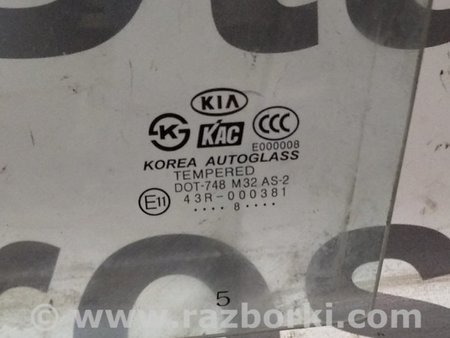 KIA
S K KAC CCC
E000008
KOREA AUTOGLASS
TEMPERED
DOT-748 M32 AS-2
E11 43R-000381
.... 8 ....
5
© - www.razborki.com